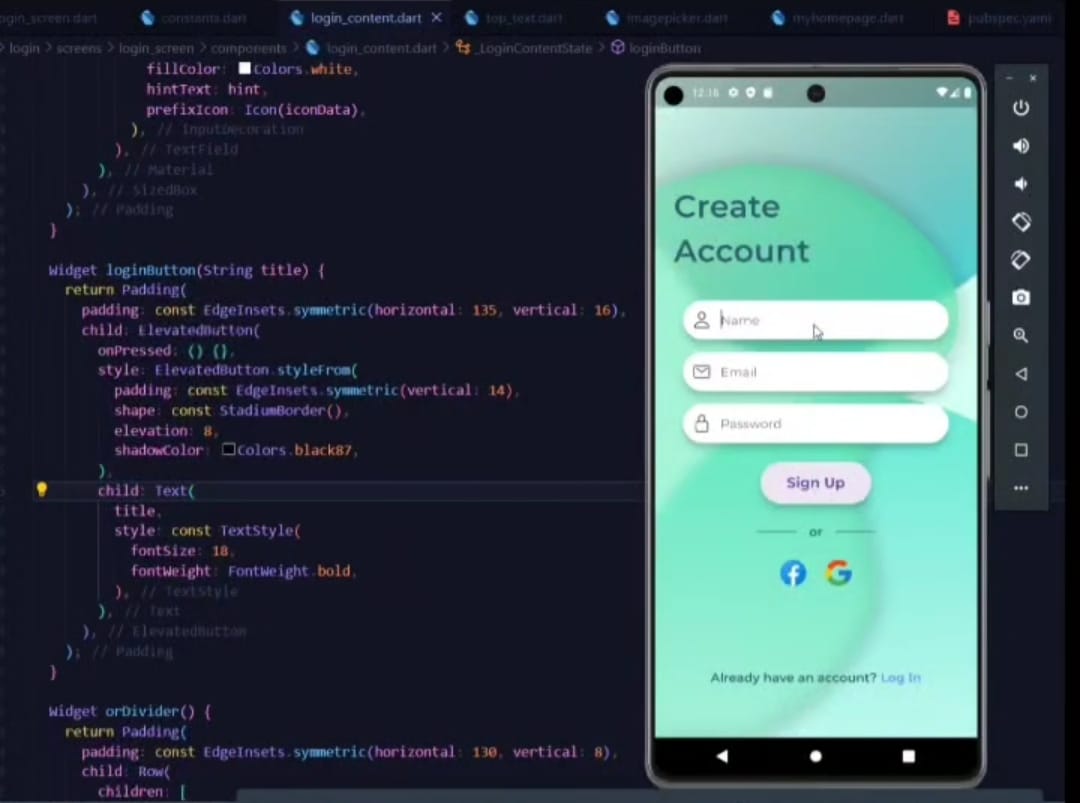 ogin_screen.dart
constants.dart
login_content.dart
top_text.dart
imagepicker.dart
myhomepage.dart
pubspec.yaml
login > screens > login_screen > components > login_content.dart > _LoginContentState > loginButton
fillColor: Colors.white,
hintText: hint,
prefixIcon: Icon(iconData),
), // InputDecoration
), // TextField
), // Material
), // SizedBox
); // Padding
}
Widget loginButton(String title) {
return Padding(
padding: const EdgeInsets.symmetric(horizontal: 135, vertical: 16),
child: ElevatedButton(
onPressed: () {},
style: ElevatedButton.styleFrom(
padding: const EdgeInsets.symmetric(vertical: 14),
shape: const StadiumBorder(),
elevation: 8,
shadowColor: Colors.black87,
),
child: Text(
title,
style: const TextStyle(
fontSize: 18,
fontWeight: FontWeight.bold,
), // TextStyle
), // Text
), // ElevatedButton
); // Padding
}
Widget orDivider() {
return Padding(
padding: const EdgeInsets.symmetric(horizontal: 130, vertical: 8),
child: Row(
children: [
12:16
Create
Account
Name
Email
Password
Sign Up
or
Already have an account? Log In